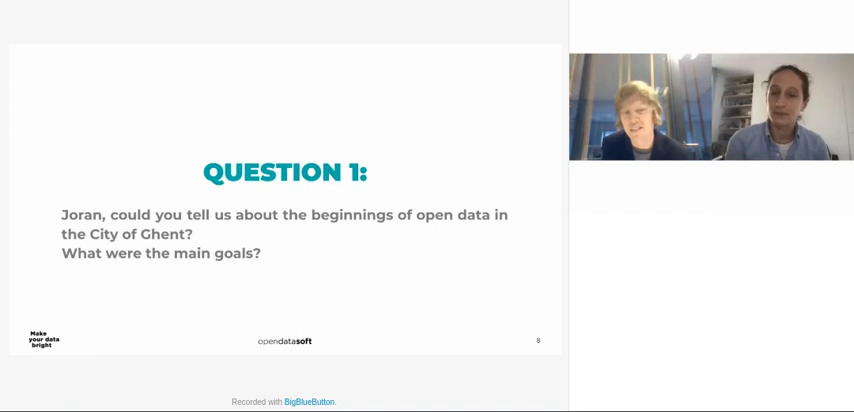 QUESTION 1:
Joran, could you tell us about the beginnings of open data in
the City of Ghent?
What were the main goals?
Make
your data
bright
opendatasoft
8
Recorded with BigBlueButton.